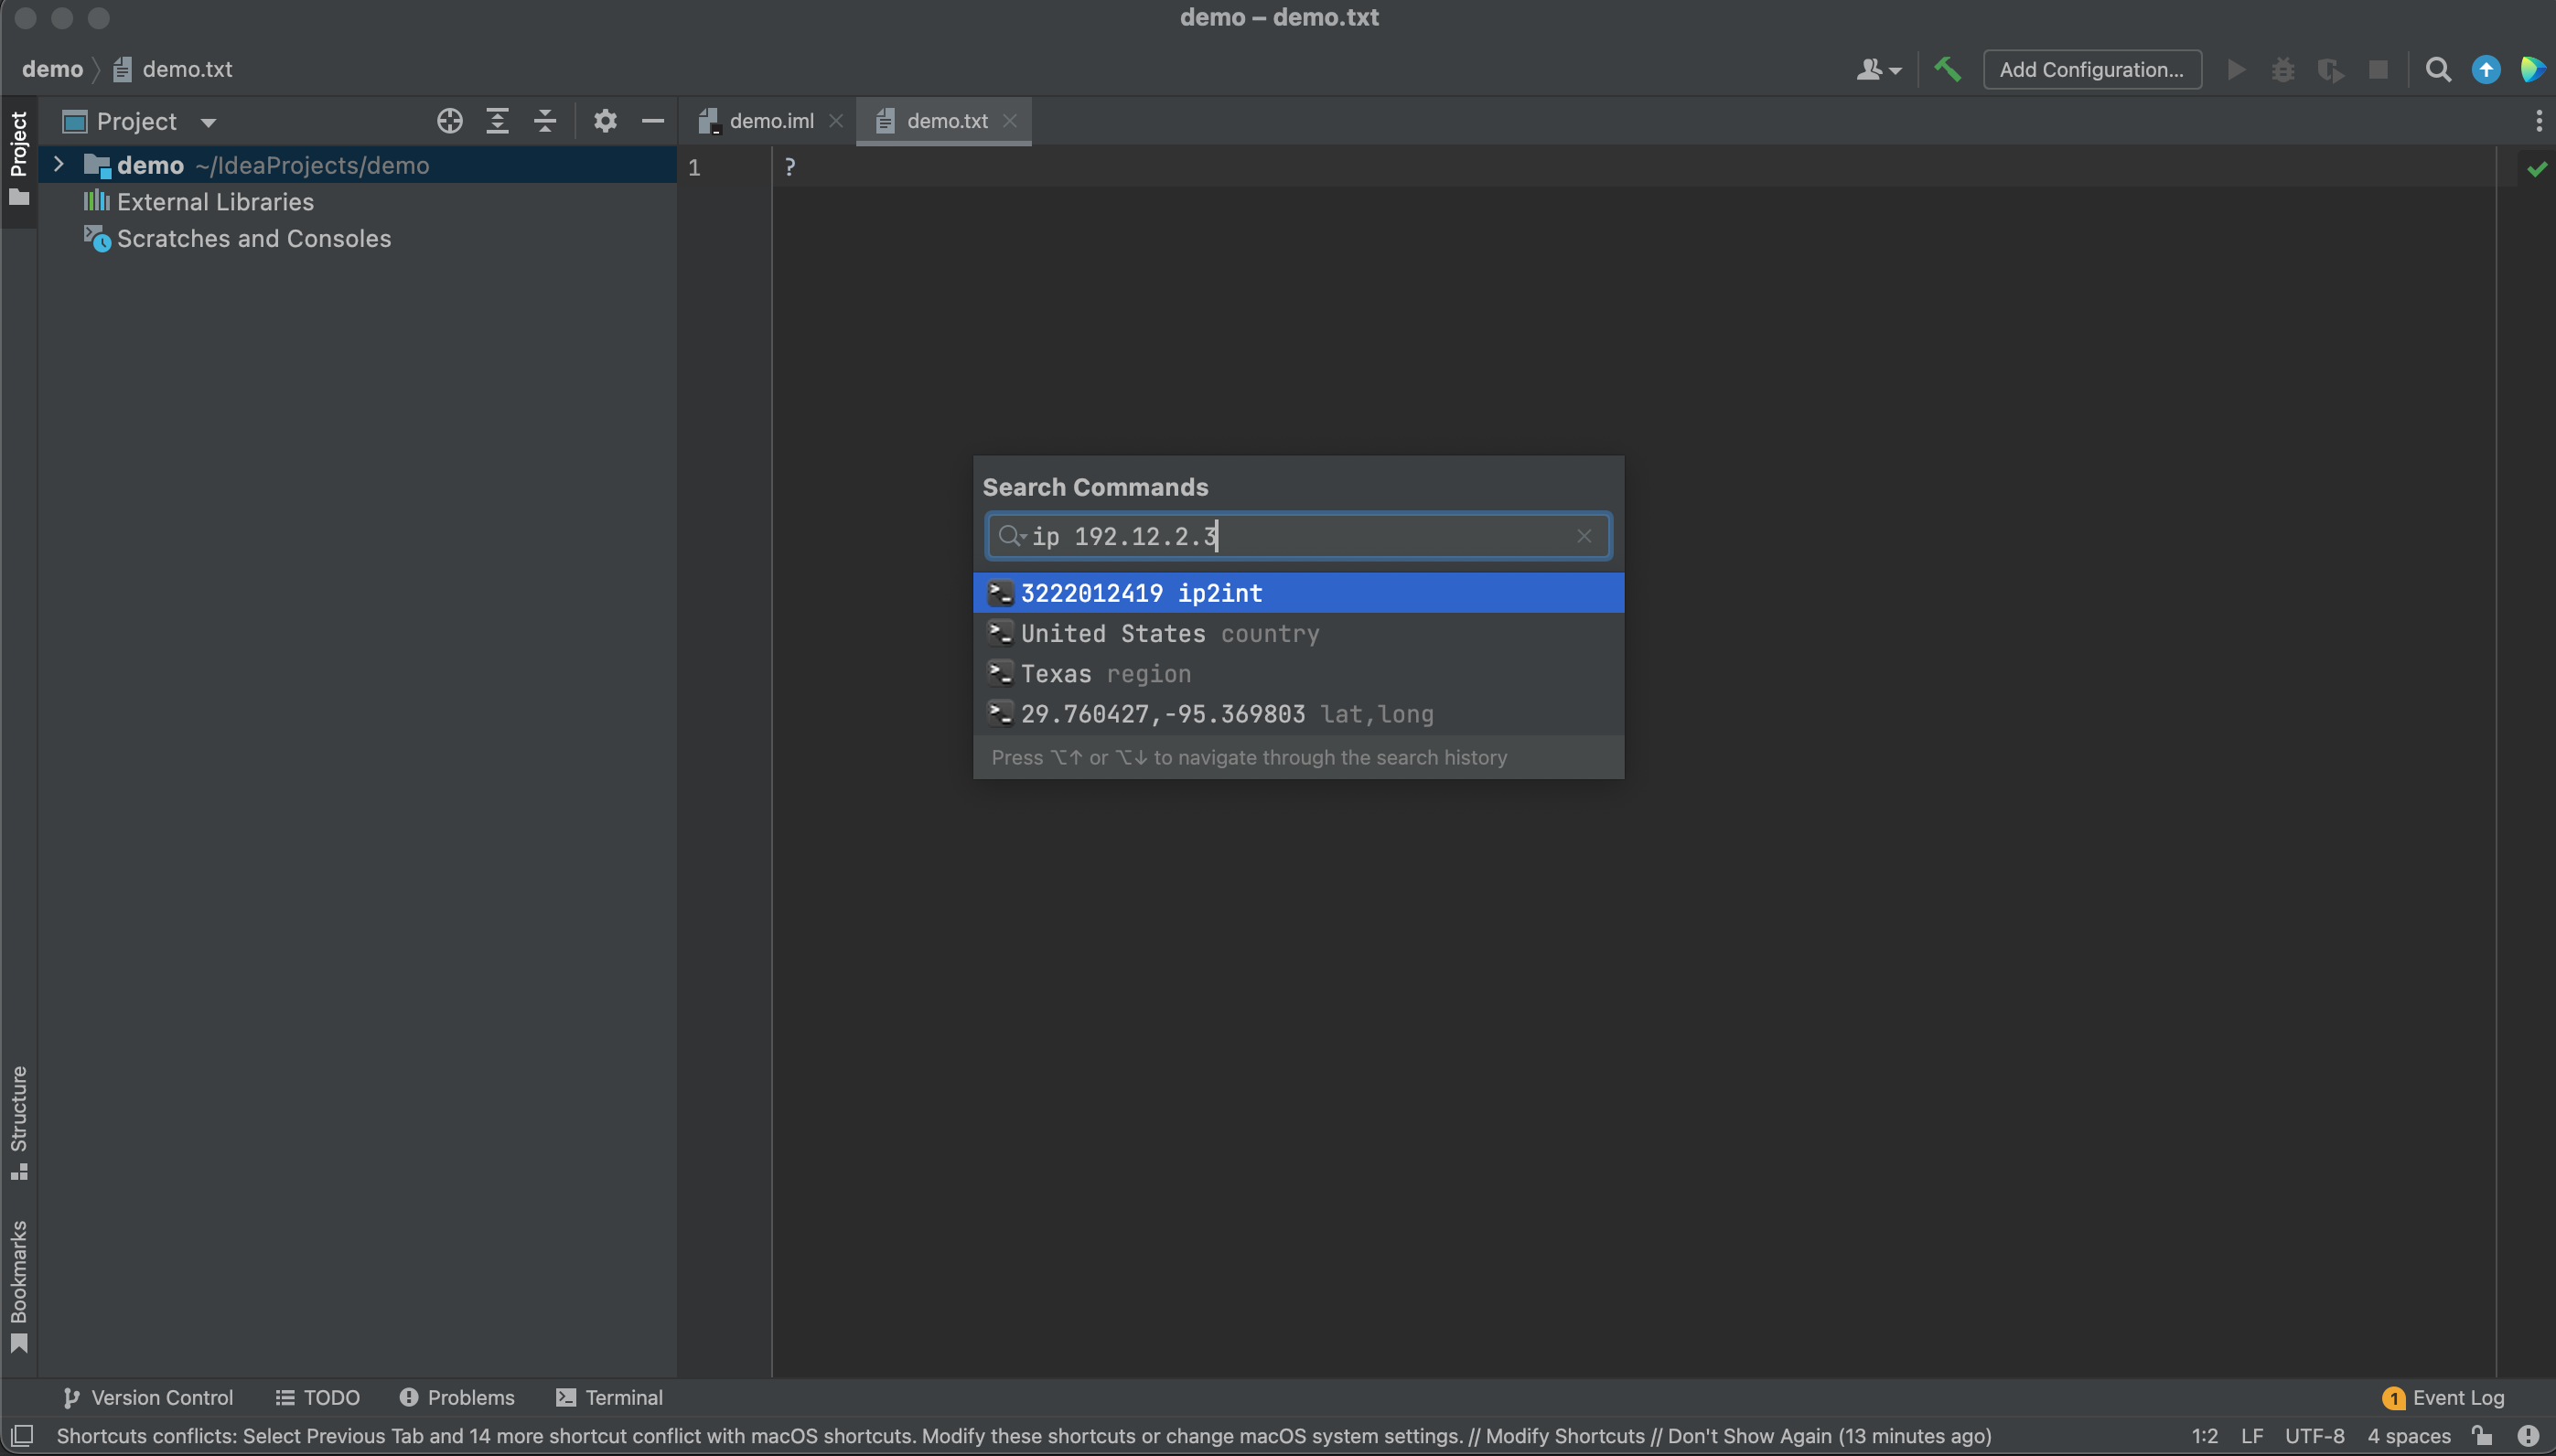 demo – demo.txt
demo demo.txt
Add Configuration...
Project
Project
demo.iml
demo.txt
demo ~/IdeaProjects/demo
External Libraries
Scratches and Consoles
1 ?
Search Commands
ip 192.12.2.3
3222012419 ip2int
United States country
Texas region
29.760427,-95.369803 lat,long
Press ⌥↑ or ⌥↓ to navigate through the search history
Structure
Bookmarks
Version Control
TODO
Problems
Terminal
1 Event Log
Shortcuts conflicts: Select Previous Tab and 14 more shortcut conflict with macOS shortcuts. Modify these shortcuts or change macOS system settings. // Modify Shortcuts // Don't Show Again (13 minutes ago)
1:2 LF UTF-8 4 spaces